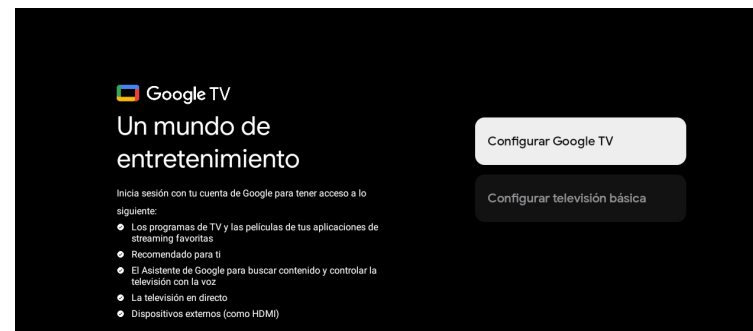 Google TV
Un mundo de
entretenimiento
Inicia sesión con tu cuenta de Google para tener acceso a lo
siguiente:
Los programas de TV y las películas de tus aplicaciones de
streaming favoritas
Recomendado para ti
El Asistente de Google para buscar contenido y controlar la
televisión con la voz
La televisión en directo
Dispositivos externos (como HDMI)
Configurar Google TV
Configurar televisión básica